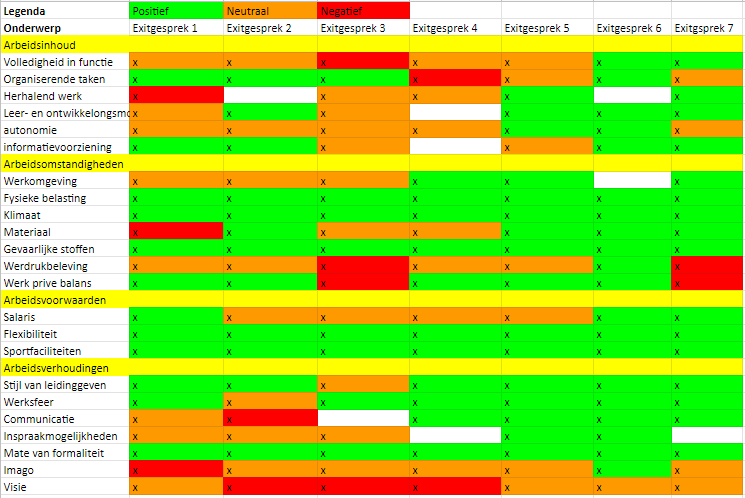 Legenda Positief Neutraal Negatief
Onderwerp Exitgesprek 1 Exitgesprek 2 Exitgesprek 3 Exitgesprek 4 Exitgesprek 5 Exitgesprek 6 Exitgesprek 7
Arbeidsinhoud
Volledigheid in functie x x x x x x x
Organiserende taken x x x x x x x
Herhalend werk x x x x x
Leer- en ontwikkelongsmo x x x x x x
autonomie x x x x x x x
informatievoorziening x x x x x x
Arbeidsomstandigheden
Werkomgeving x x x x x x
Fysieke belasting x x x x x x x
Klimaat x x x x x x x
Materiaal x x x x x x x
Gevaarlijke stoffen x x x x x x x
Werdrukbeleving x x x x x x x
Werk prive balans x x x x x x x
Arbeidsvoorwaarden
Salaris x x x x x x x
Flexibiliteit x x x x x x x
Sportfaciliteiten x x x x x x x
Arbeidsverhoudingen
Stijl van leidinggeven x x x x x x x
Werksfeer x x x x x x x
Communicatie x x x x x x
Inspraakmogelijkheden x x x x x
Mate van formaliteit x x x x x x x
Imago x x x x x x x
Visie x x x x x x x